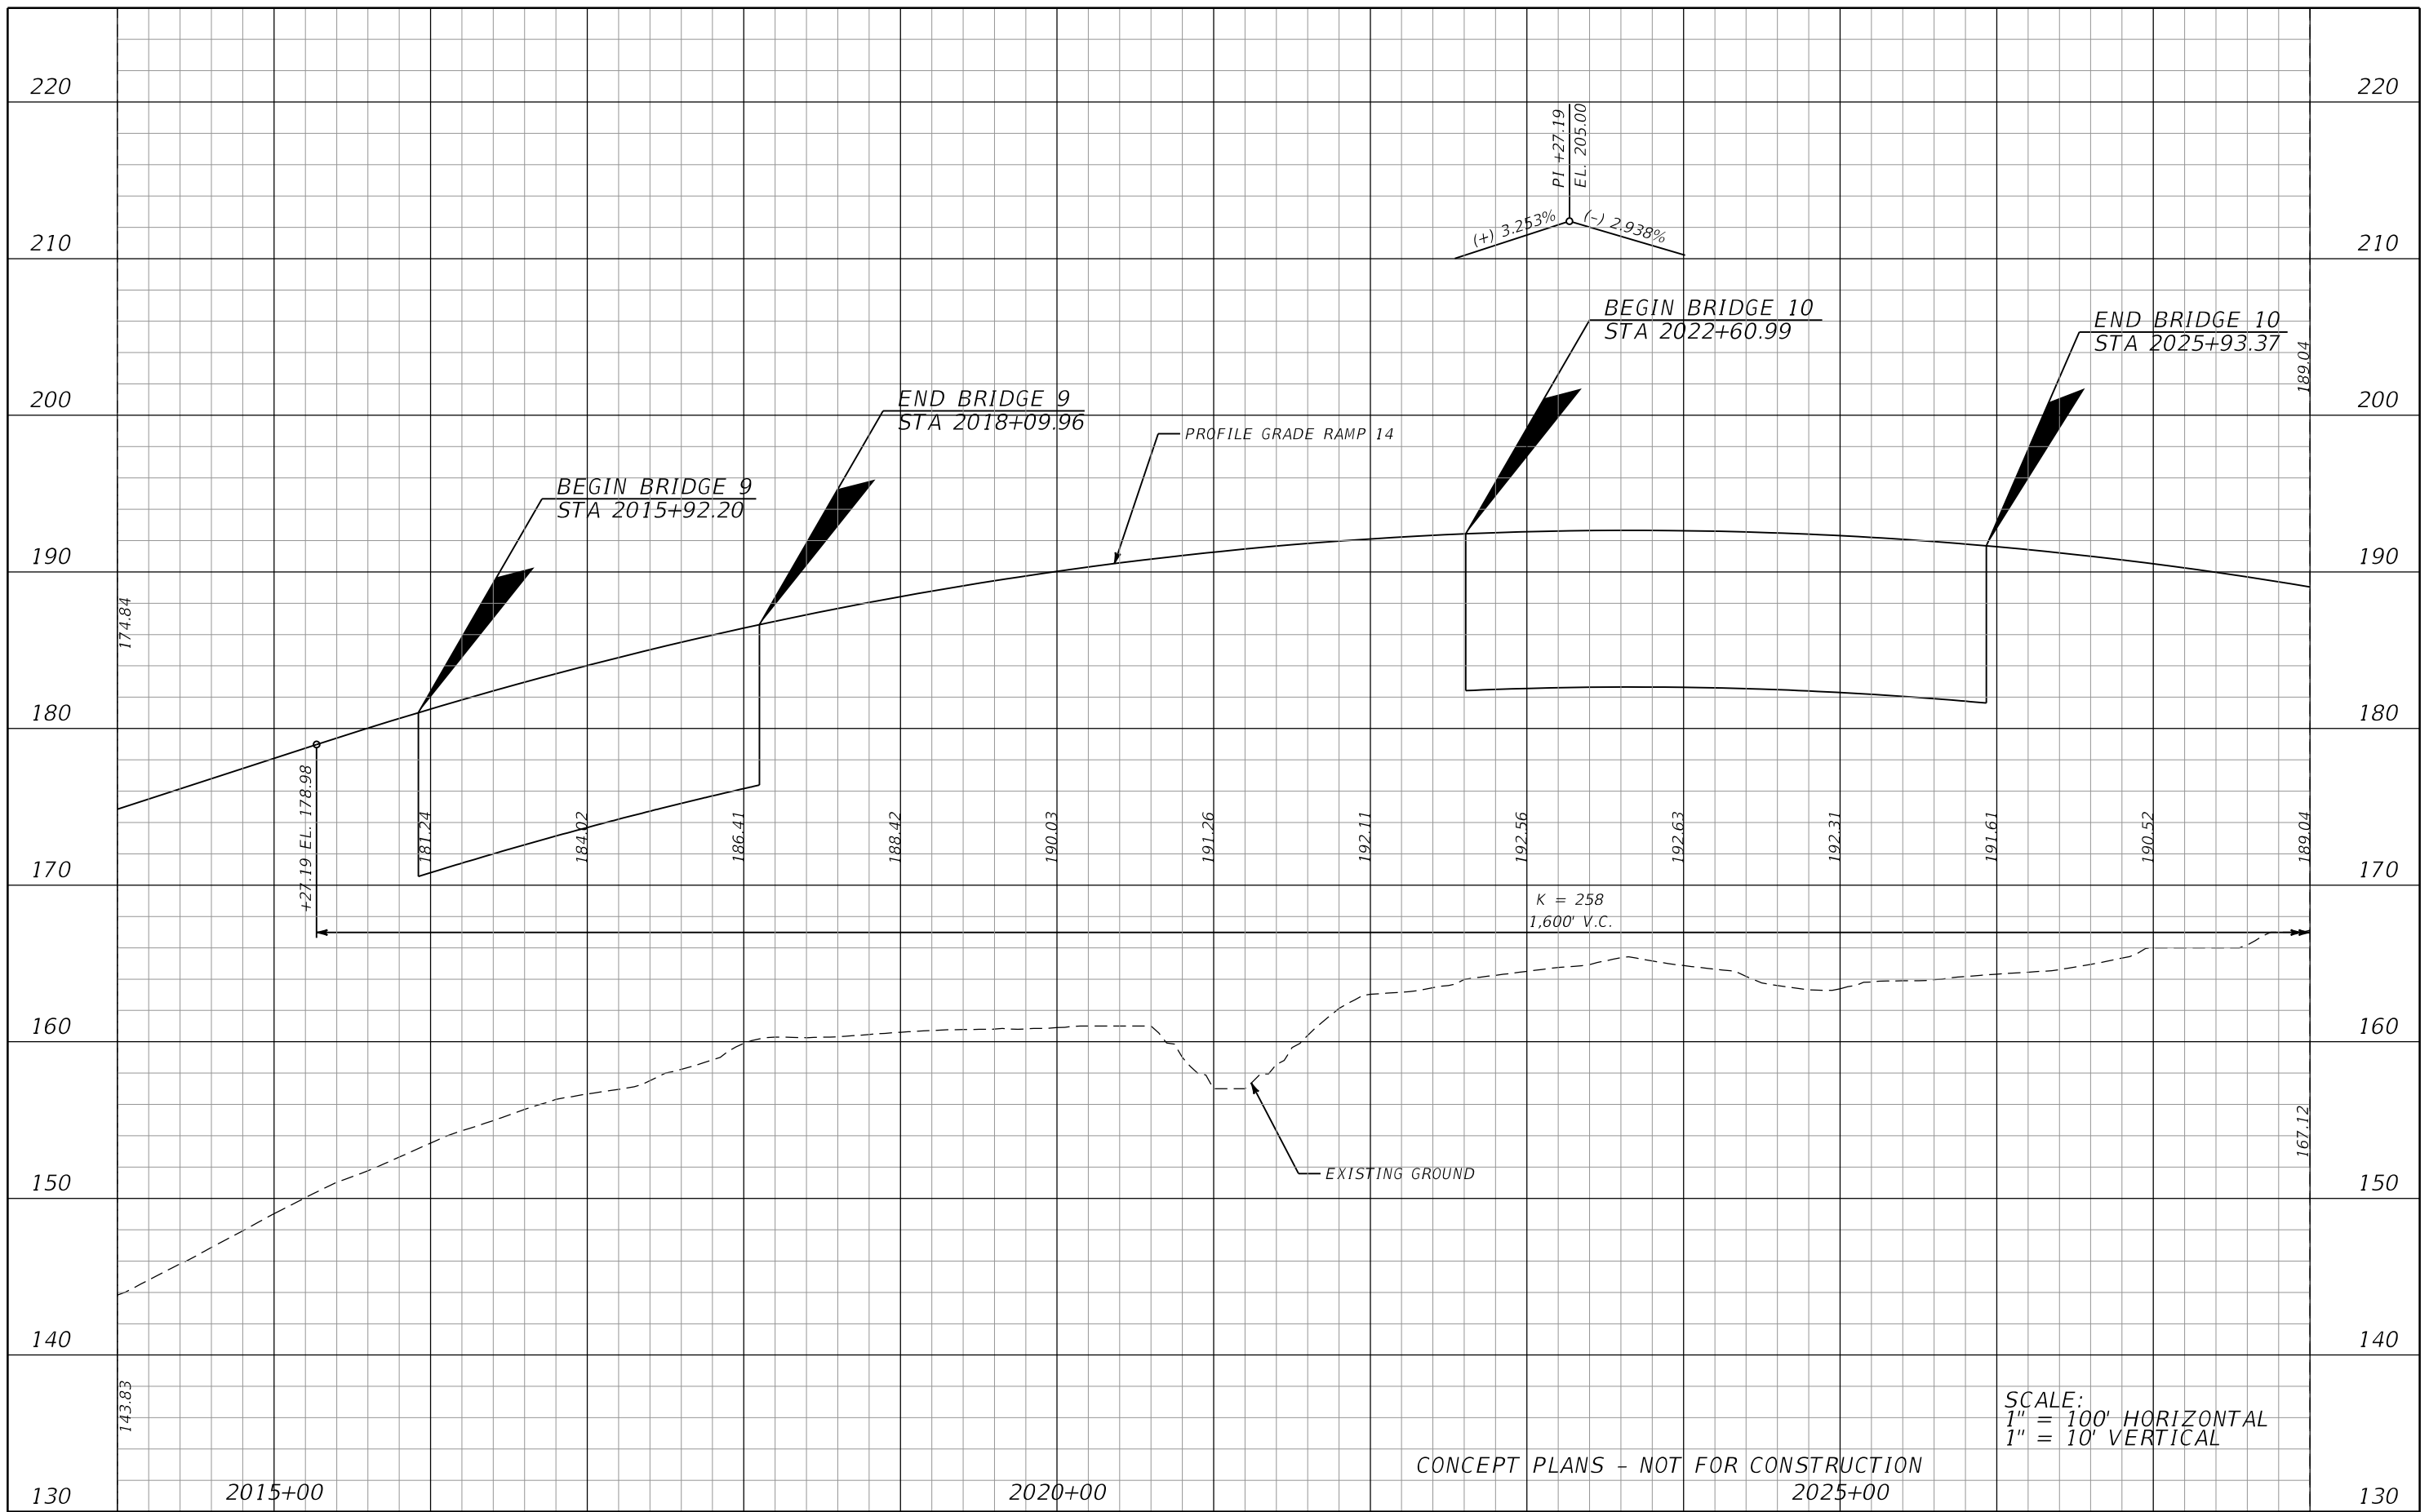 220
220
PI +27.19
EL. 205.00
(+) 3.253%
(–) 2.938%
210
210
BEGIN BRIDGE 10
STA 2022+60.99
END BRIDGE 10
STA 2025+93.37
189.04
END BRIDGE 9
STA 2018+09.96
200
200
PROFILE GRADE RAMP 14
BEGIN BRIDGE 9
STA 2015+92.20
190
190
174.84
180
180
+27.19 EL. 178.98
181.24
184.02
186.41
188.42
190.03
191.26
192.11
192.56
192.63
192.31
191.61
190.52
189.04
170
170
K = 258
1,600' V.C.
160
160
167.12
EXISTING GROUND
150
150
140
140
143.83
SCALE:
1" = 100' HORIZONTAL
1" = 10' VERTICAL
CONCEPT PLANS – NOT FOR CONSTRUCTION
130
2015+00
2020+00
2025+00
130